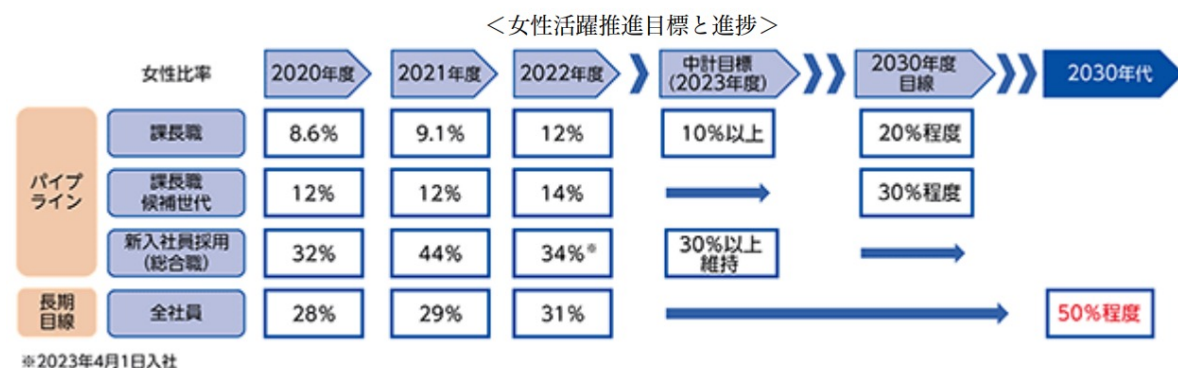 ＜女性活躍推進目標と進捗＞
女性比率 2020年度 2021年度 2022年度 中計目標 (2023年度) 2030年度 目線 2030年代
パイプ
ライン
課長職 8.6% 9.1% 12% 10%以上 20%程度
課長職
候補世代 12% 12% 14% 30%程度
新入社員採用
(総合職) 32% 44% 34%※ 30%以上 維持
長期
目線
全社員 28% 29% 31% 50%程度
※2023年4月1日入社